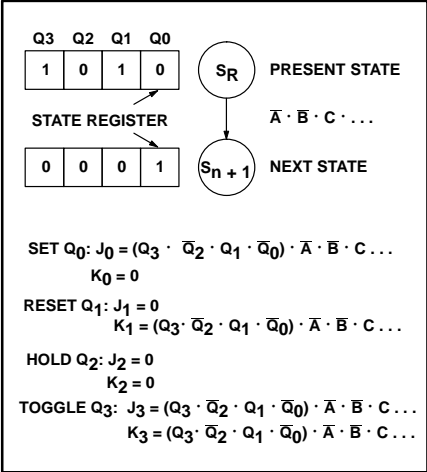 Q3 Q2 Q1 Q0
1 0 1 0
SR
PRESENT STATE
STATE REGISTER
A̅ · B̅ · C · . . .
0 0 0 1
Sn + 1
NEXT STATE
SET Q0: J0 = (Q3 · Q̅2 · Q1 · Q̅0) · A̅ · B̅ · C . . .
K0 = 0
RESET Q1: J1 = 0
K1 = (Q3 · Q̅2 · Q1 · Q̅0) · A̅ · B̅ · C . . .
HOLD Q2: J2 = 0
K2 = 0
TOGGLE Q3: J3 = (Q3 · Q̅2 · Q1 · Q̅0) · A̅ · B̅ · C . . .
K3 = (Q3 · Q̅2 · Q1 · Q̅0) · A̅ · B̅ · C . . .